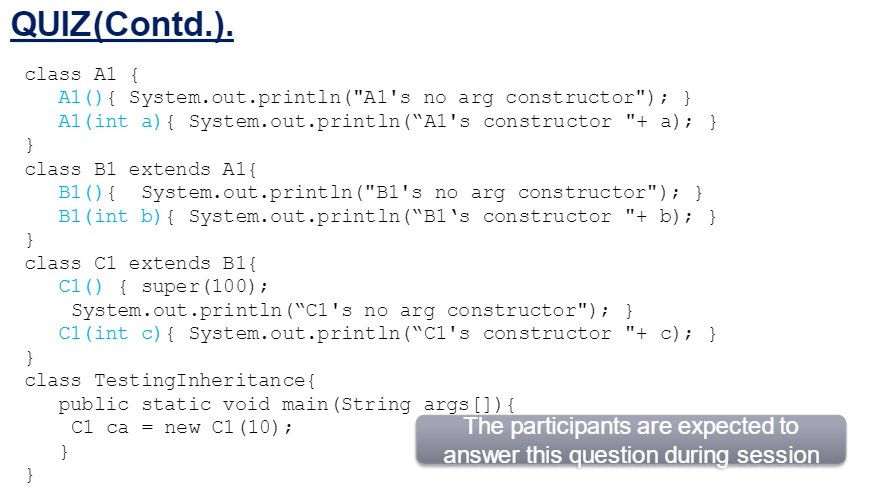 QUIZ(Contd.).
class A1 {
A1(){ System.out.println("A1's no arg constructor"); }
A1(int a){ System.out.println(“A1's constructor "+ a); }
}
class B1 extends A1{
B1(){ System.out.println("B1's no arg constructor"); }
B1(int b){ System.out.println(“B1‘s constructor "+ b); }
}
class C1 extends B1{
C1() { super(100);
System.out.println(“C1's no arg constructor"); }
C1(int c){ System.out.println(“C1's constructor "+ c); }
}
class TestingInheritance{
public static void main(String args[]){
C1 ca = new C1(10);
}
}
The participants are expected to
answer this question during session